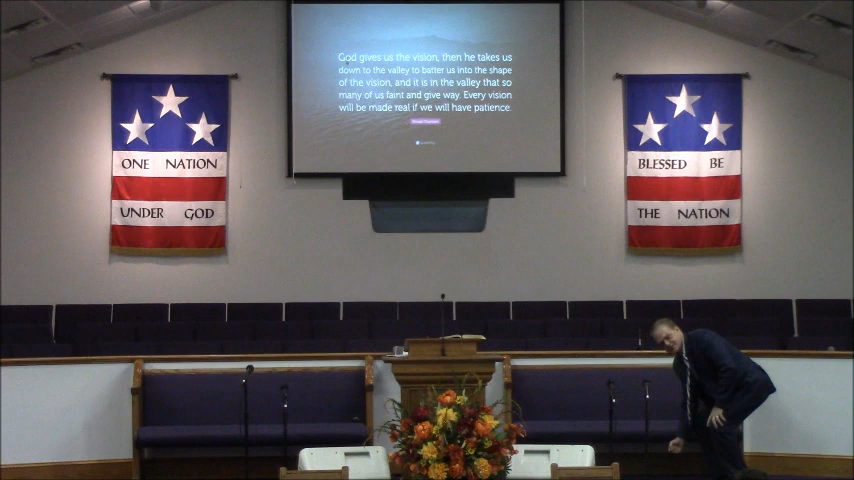 God gives us the vision, then he takes us
down to the valley to batter us into the shape
of the vision, and it is in the valley that so
many of us faint and give way. Every vision
will be made real if we will have patience.
ONE NATION
UNDER GOD
BLESSED BE
THE NATION